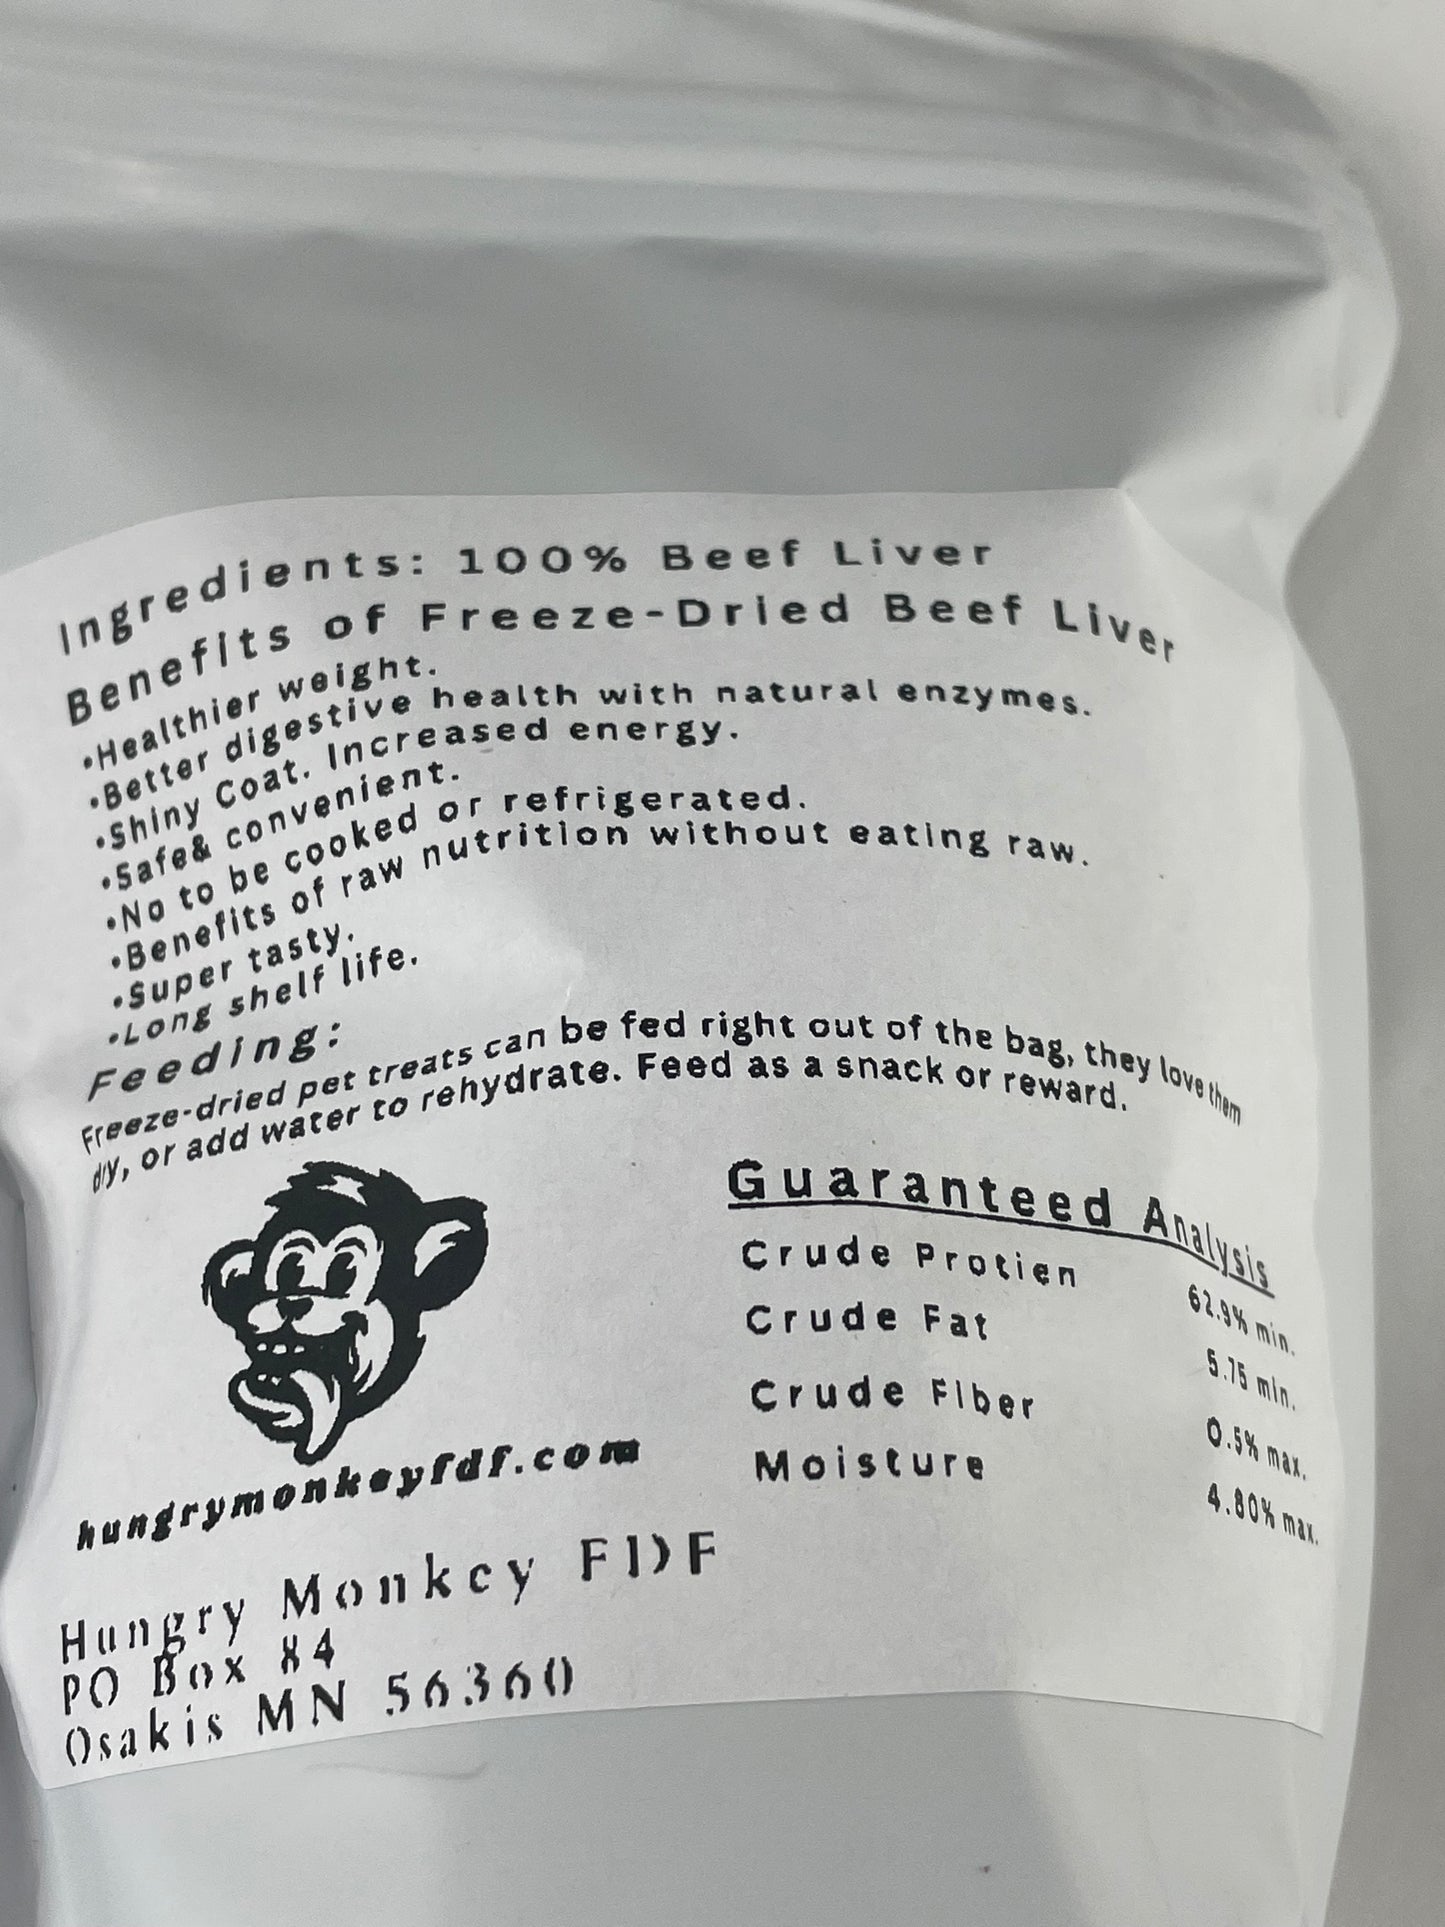 Ingredients: 100% Beef Liver
Benefits of Freeze-Dried Beef Liver
•Healthier weight.
•Better digestive health with natural enzymes.
•Shiny Coat. Increased energy.
•Safe& convenient.
•No to be cooked or refrigerated.
•Benefits of raw nutrition without eating raw.
•Super tasty.
•Long shelf life.
Feeding:
Freeze-dried pet treats can be fed right out of the bag, they love them
dry, or add water to rehydrate. Feed as a snack or reward.
Guaranteed Analysis
Crude Protien 62.9% min.
Crude Fat 5.75 min.
Crude Fiber 0.5% max.
Moisture 4.80% max.
hungrymonkeyfdf.com
Hungry Monkey FDF
PO Box 84
Osakis MN 56360